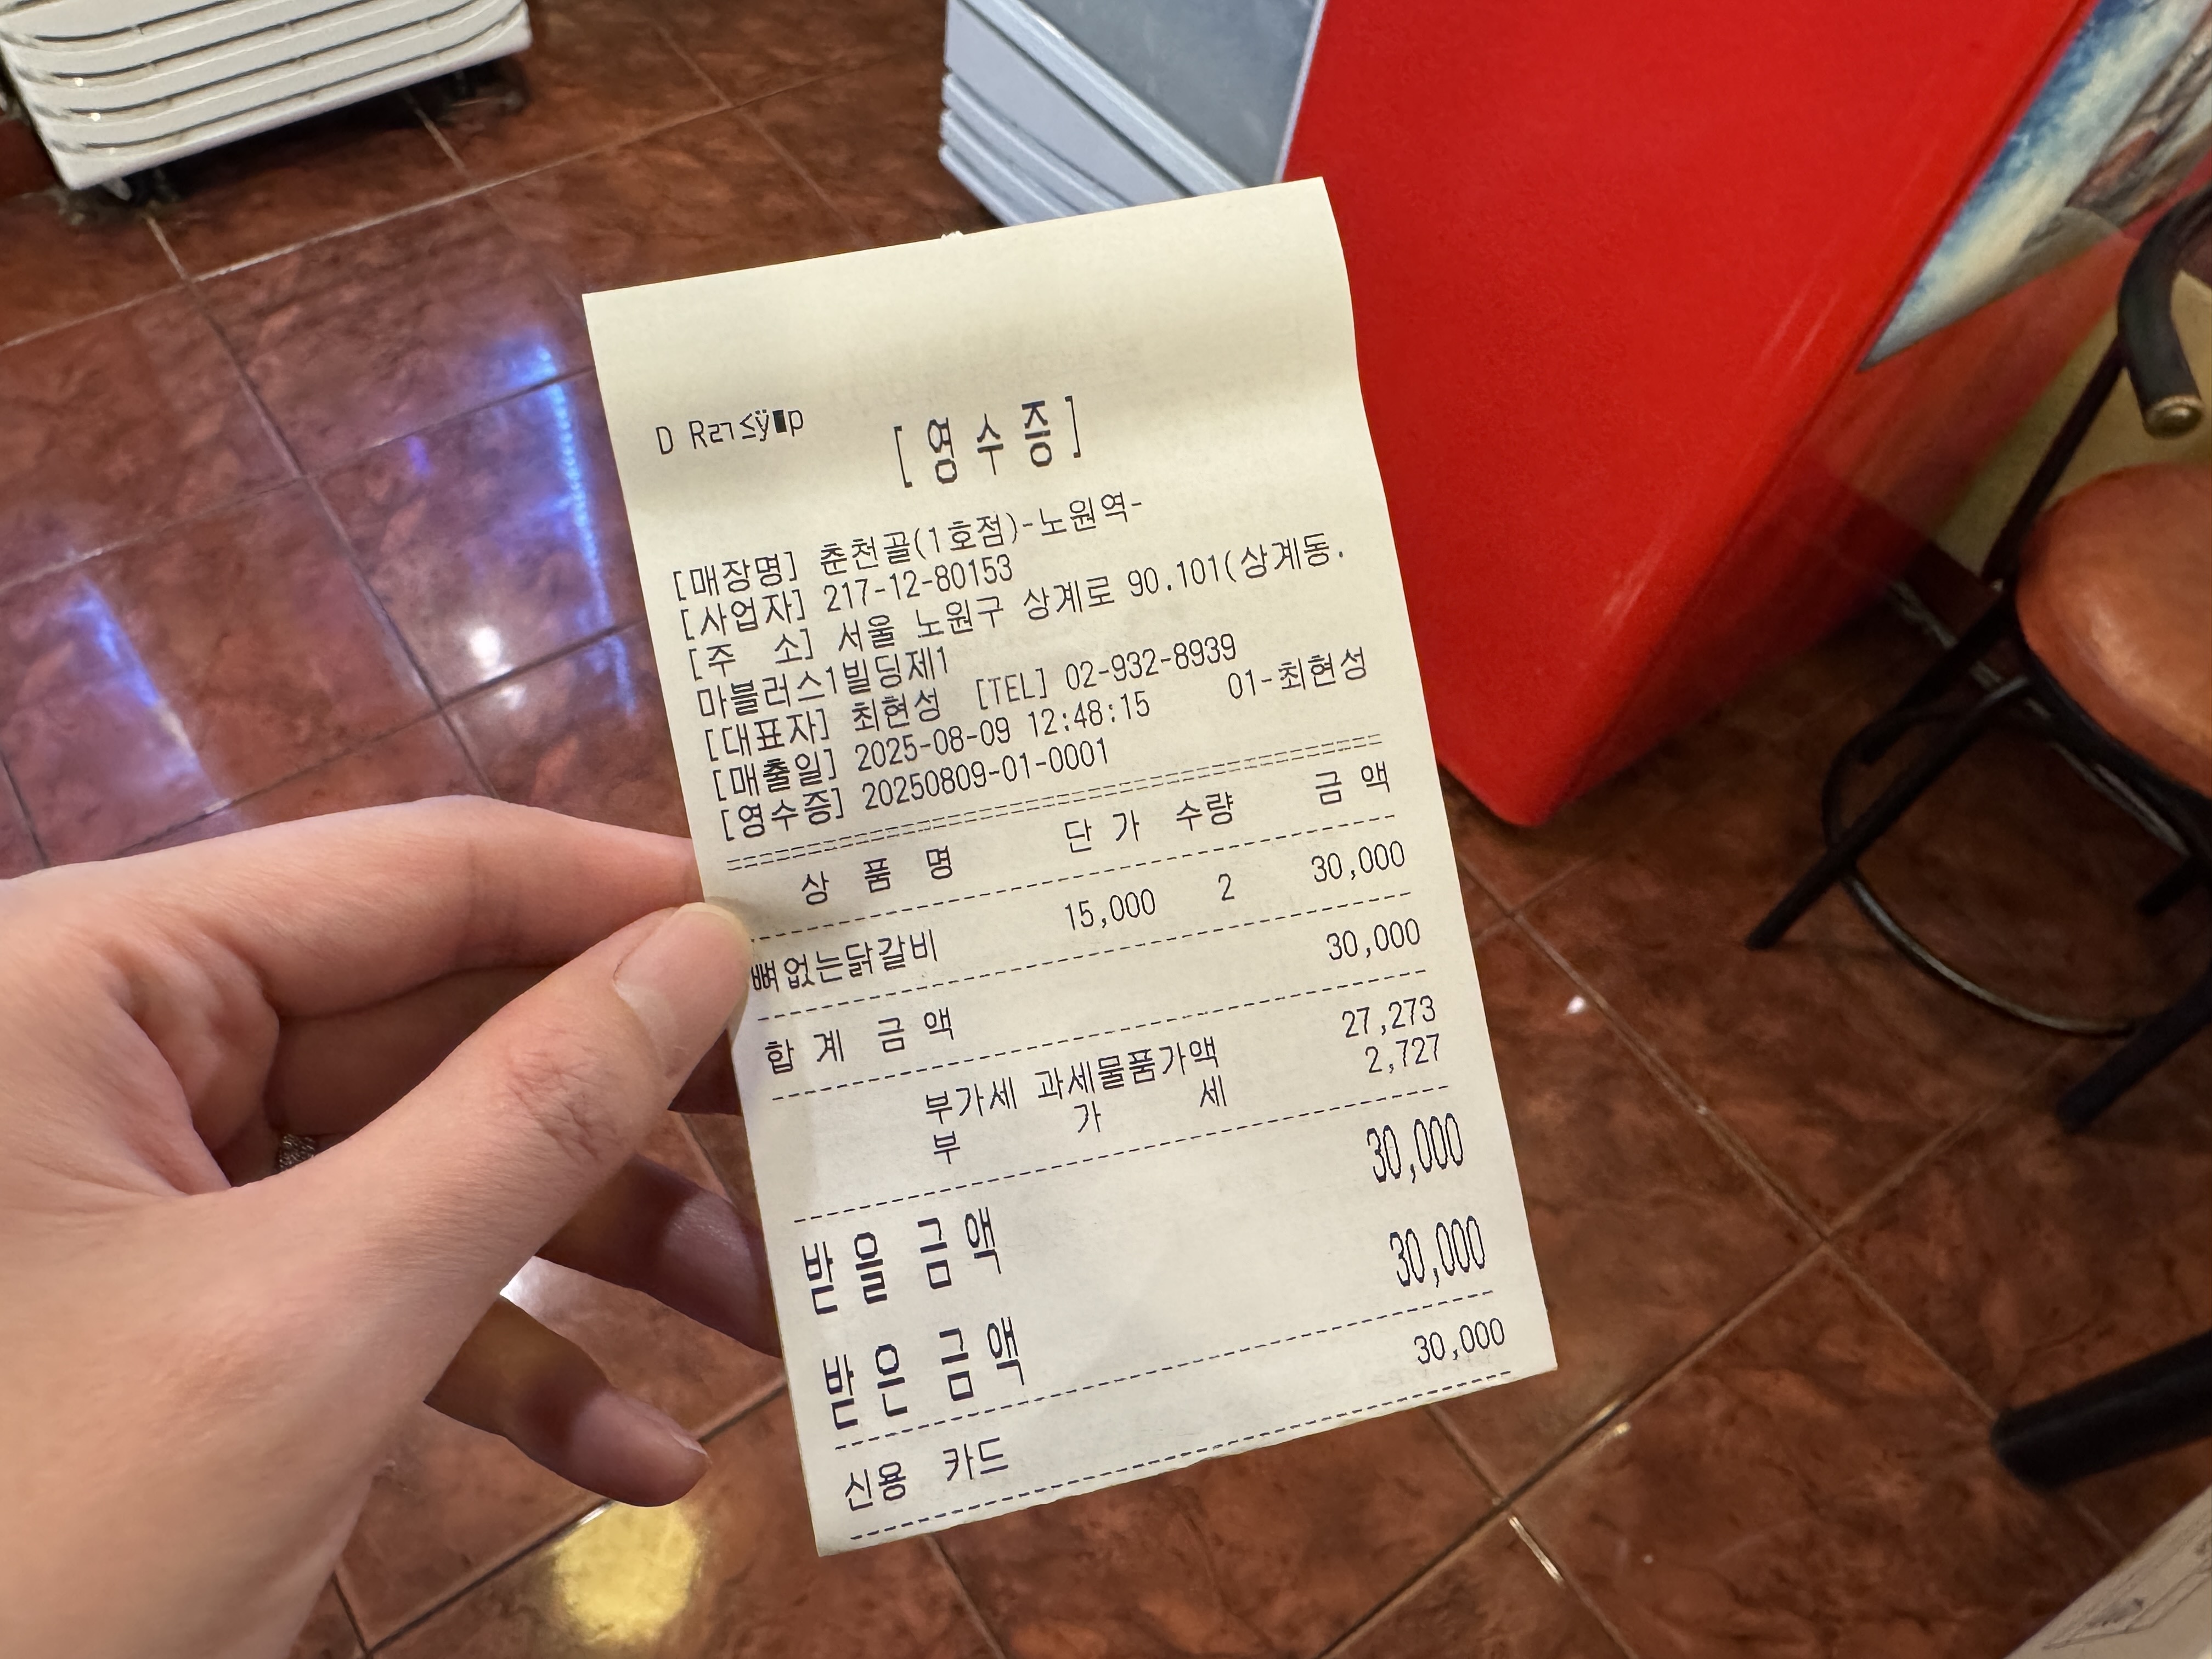 [영수증]
[매장명] 춘천골(1호점)-노원역-
[사업자] 217-12-80153
[주 소] 서울 노원구 상계로 90.101(상계동.
마블러스1빌딩제1
[대표자] 최현성 [TEL] 02-932-8939
[매출일] 2025-08-09 12:48:15 01-최현성
[영수증] 20250809-01-0001
상 품 명 단 가 수량 금 액
뼈없는닭갈비 15,000 2 30,000
합 계 금 액 30,000
부가세 과세물품가액 27,273
부 가 세 2,727
받을 금액 30,000
받은 금액 30,000
신용 카드 30,000